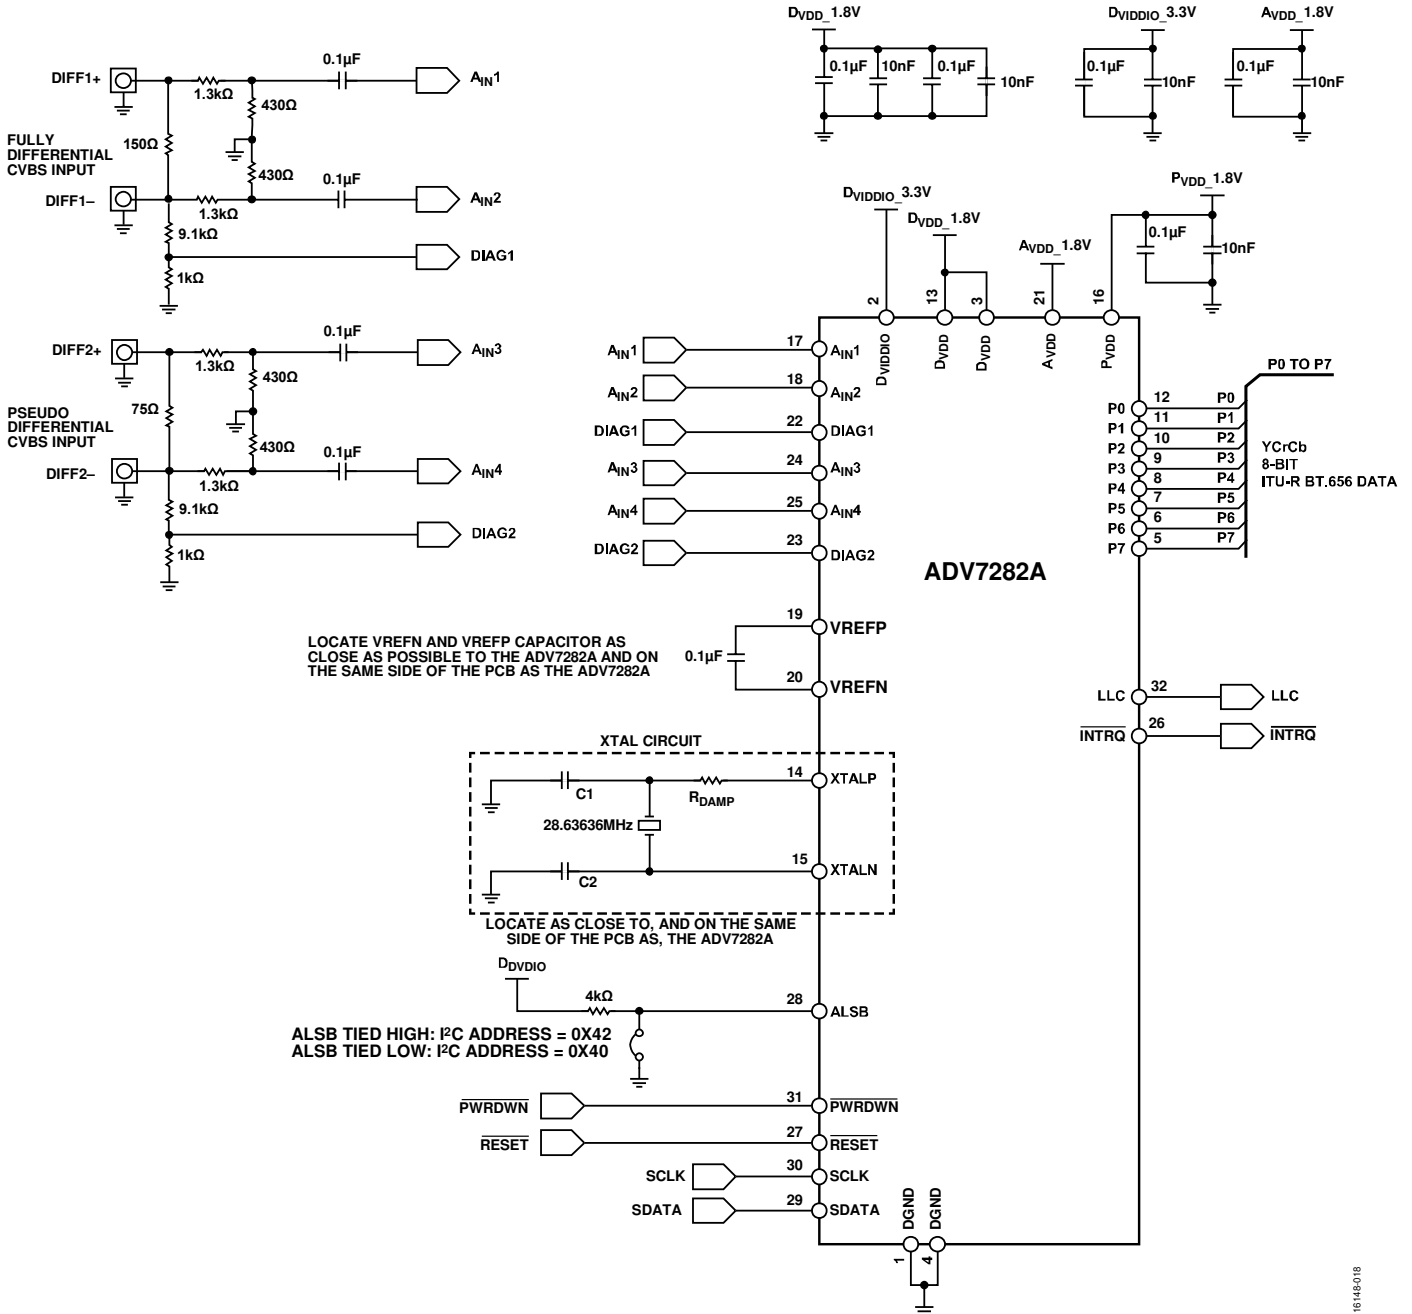 DVDD_1.8V
0.1µF
10nF
0.1µF
10nF
DVIDDIO_3.3V
0.1µF
10nF
AVDD_1.8V
0.1µF
10nF
FULLY
DIFFERENTIAL
CVBS INPUT
DIFF1+
1.3kΩ
0.1µF
AIN1
430Ω
150Ω
430Ω
0.1µF
DIFF1–
1.3kΩ
AIN2
9.1kΩ
DIAG1
1kΩ
PSEUDO
DIFFERENTIAL
CVBS INPUT
DIFF2+
1.3kΩ
0.1µF
AIN3
430Ω
75Ω
430Ω
0.1µF
DIFF2–
1.3kΩ
AIN4
9.1kΩ
DIAG2
1kΩ
DVIDDIO_3.3V
DVDD_1.8V
AVDD_1.8V
PVDD_1.8V
0.1µF
10nF
2
13
3
21
16
DVIDDIO
DVDD
DVDD
AVDD
PVDD
AIN1 17 AIN1
AIN2 18 AIN2
DIAG1 22 DIAG1
AIN3 24 AIN3
AIN4 25 AIN4
DIAG2 23 DIAG2
P0 TO P7
P0 12 P0
P1 11 P1
P2 10 P2
P3 9 P3
P4 8 P4
P5 7 P5
P6 6 P6
P7 5 P7
YCrCb
8-BIT
ITU-R BT.656 DATA
ADV7282A
LOCATE VREFN AND VREFP CAPACITOR AS
CLOSE AS POSSIBLE TO THE ADV7282A AND ON
THE SAME SIDE OF THE PCB AS THE ADV7282A
0.1µF
19 VREFP
20 VREFN
LLC 32 LLC
INTRQ 26 INTRQ
XTAL CIRCUIT
C1
RDAMP
14 XTALP
28.63636MHz
C2
15 XTALN
LOCATE AS CLOSE TO, AND ON THE SAME
SIDE OF THE PCB AS, THE ADV7282A
DDVDIO
4kΩ
28 ALSB
ALSB TIED HIGH: I2C ADDRESS = 0X42
ALSB TIED LOW: I2C ADDRESS = 0X40
PWRDWN 31 PWRDWN
RESET 27 RESET
SCLK 30 SCLK
SDATA 29 SDATA
DGND
DGND
1
4
16148-018